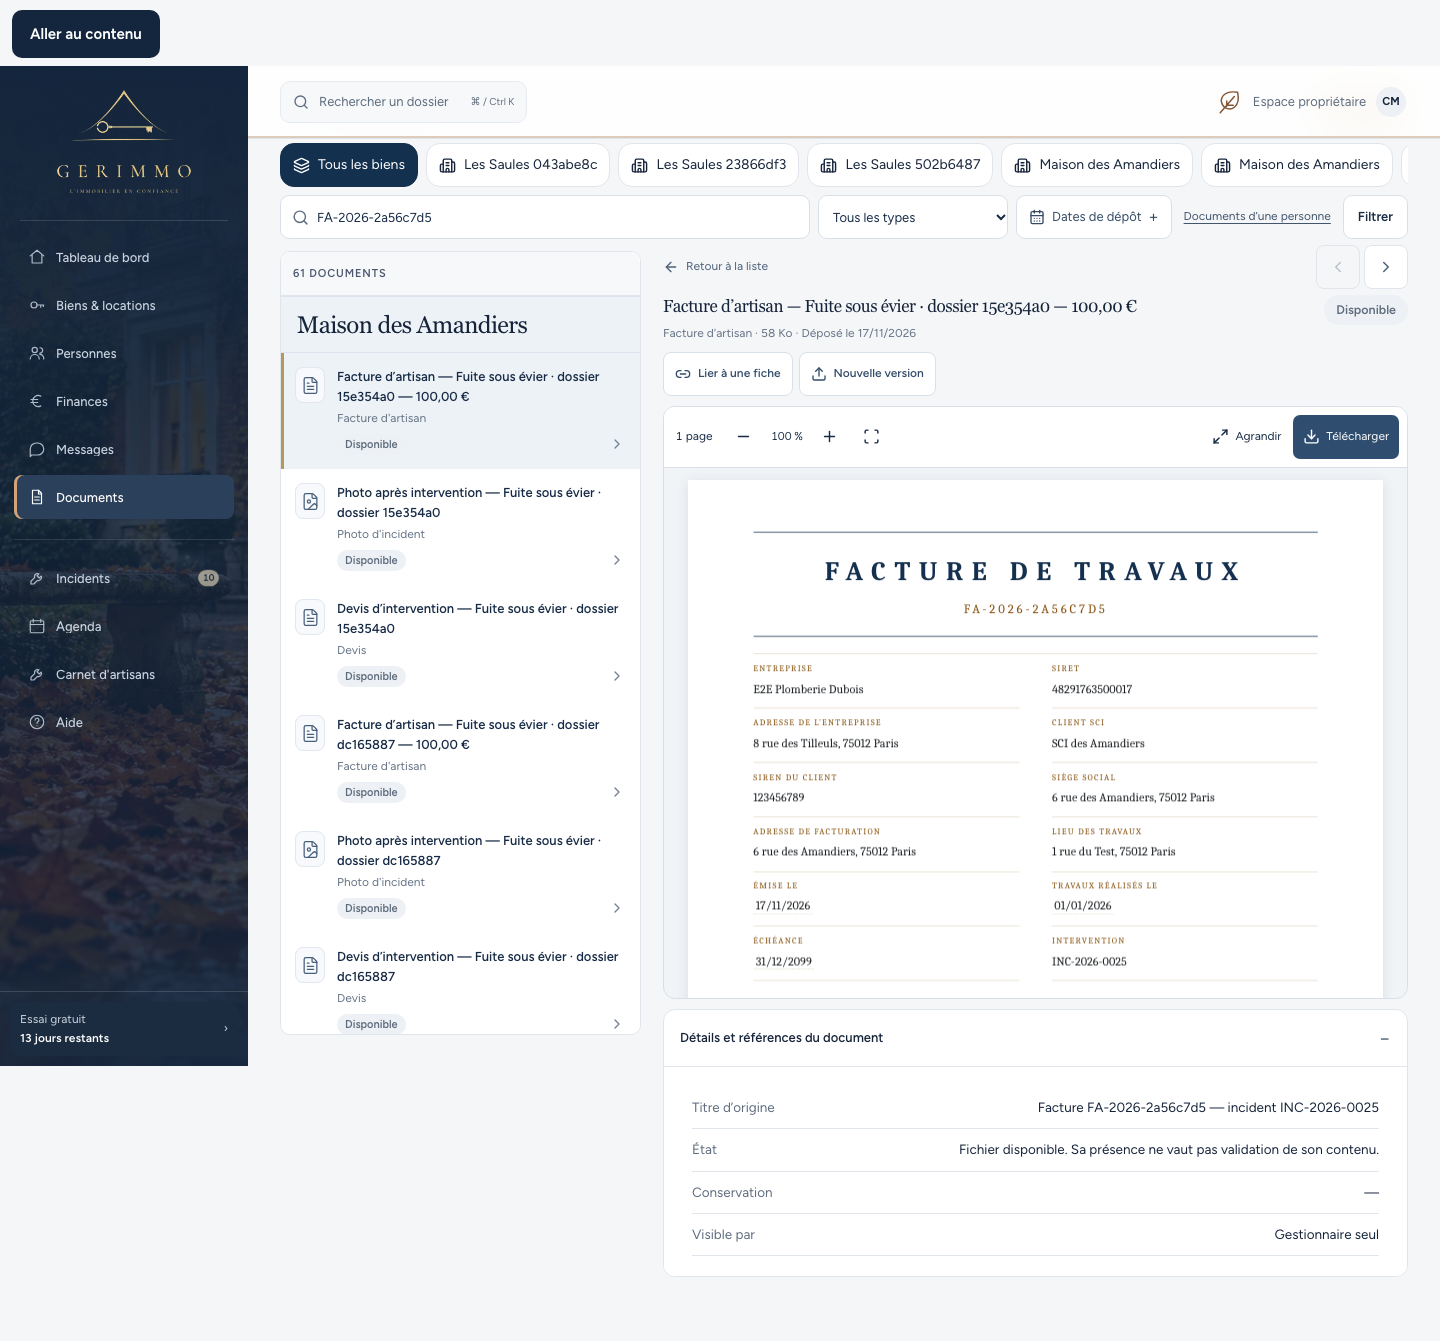 Aller au contenu
GERIMMO
L'IMMOBILIER EN CONFIANCE
Tableau de bord
Biens & locations
Personnes
Finances
Messages
Documents
Incidents 10
Agenda
Carnet d'artisans
Aide
Essai gratuit
13 jours restants
›
Rechercher un dossier ⌘ / Ctrl K
Espace propriétaire CM
Tous les biens Les Saules 043abe8c Les Saules 23866df3 Les Saules 502b6487 Maison des Amandiers Maison des Amandiers
FA-2026-2a56c7d5 Tous les types Dates de dépôt + Documents d'une personne Filtrer
61 DOCUMENTS
Maison des Amandiers
Facture d’artisan — Fuite sous évier · dossier
15e354a0 — 100,00 €
Facture d'artisan
Disponible
Photo après intervention — Fuite sous évier ·
dossier 15e354a0
Photo d'incident
Disponible
Devis d’intervention — Fuite sous évier · dossier
15e354a0
Devis
Disponible
Facture d’artisan — Fuite sous évier · dossier
dc165887 — 100,00 €
Facture d'artisan
Disponible
Photo après intervention — Fuite sous évier ·
dossier dc165887
Photo d'incident
Disponible
Devis d’intervention — Fuite sous évier · dossier
dc165887
Devis
Disponible
Retour à la liste
Facture d’artisan — Fuite sous évier · dossier 15e354a0 — 100,00 €
Disponible
Facture d'artisan · 58 Ko · Déposé le 17/11/2026
Lier à une fiche Nouvelle version
1 page − 100 % + Agrandir Télécharger
FACTURE DE TRAVAUX
FA-2026-2A56C7D5
ENTREPRISE SIRET
E2E Plomberie Dubois 48291763500017
ADRESSE DE L'ENTREPRISE CLIENT SCI
8 rue des Tilleuls, 75012 Paris SCI des Amandiers
SIREN DU CLIENT SIÈGE SOCIAL
123456789 6 rue des Amandiers, 75012 Paris
ADRESSE DE FACTURATION LIEU DES TRAVAUX
6 rue des Amandiers, 75012 Paris 1 rue du Test, 75012 Paris
ÉMISE LE TRAVAUX RÉALISÉS LE
17/11/2026 01/01/2026
ÉCHÉANCE INTERVENTION
31/12/2099 INC-2026-0025
Détails et références du document −
Titre d’origine Facture FA-2026-2a56c7d5 — incident INC-2026-0025
État Fichier disponible. Sa présence ne vaut pas validation de son contenu.
Conservation —
Visible par Gestionnaire seul